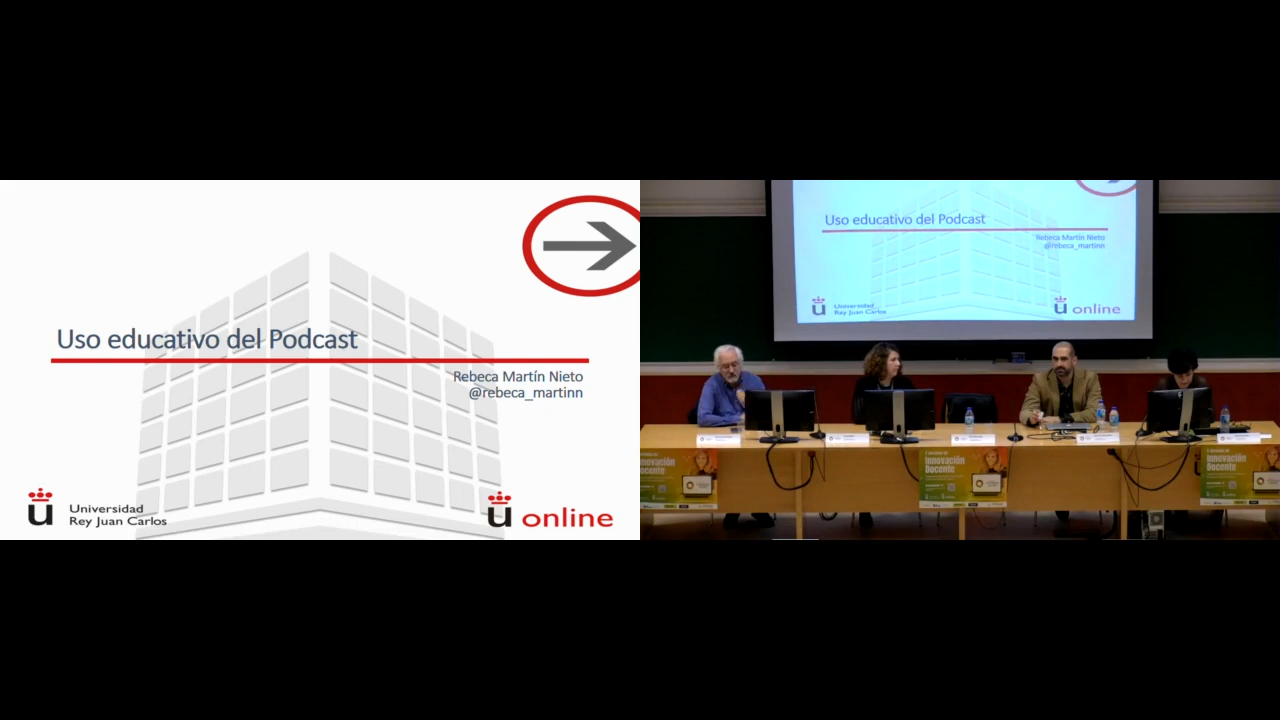 Uso educativo del Podcast
Rebeca Martín Nieto
@rebeca_martinn
Universidad
Rey Juan Carlos
online
Uso educativo del Podcast
Rebeca Martín Nieto
@rebeca_martinn
Universidad
Rey Juan Carlos
online
Innovación
Docente
Innovación
Docente
Innovación
Docente